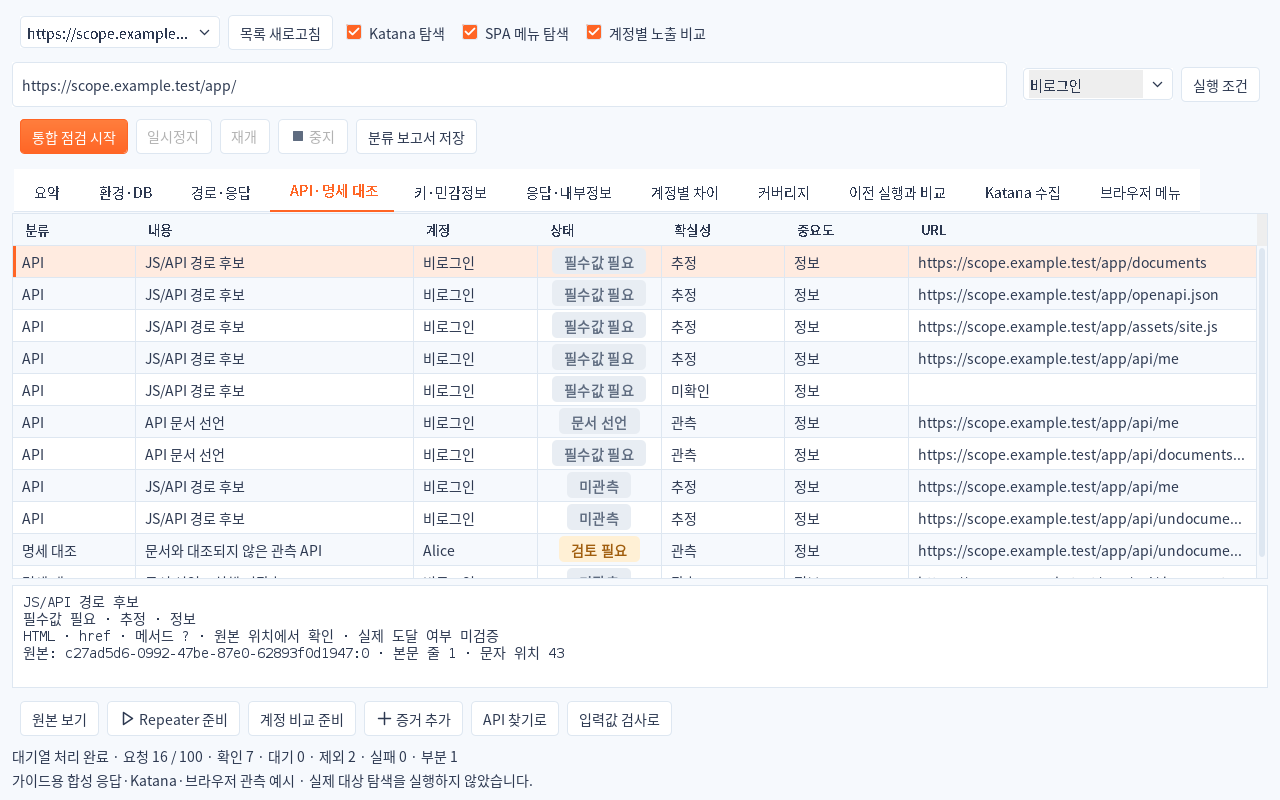 https://scope.example... 목록 새로고침 Katana 탐색 SPA 메뉴 탐색 계정별 노출 비교
https://scope.example.test/app/ 비로그인 실행 조건
통합 점검 시작 일시정지 재개 중지 분류 보고서 저장
요약 환경·DB 경로·응답 API·명세 대조 키·민감정보 응답·내부정보 계정별 차이 커버리지 이전 실행과 비교 Katana 수집 브라우저 메뉴
분류 내용 계정 상태 확실성 중요도 URL
API JS/API 경로 후보 비로그인 필수값 필요 추정 정보 https://scope.example.test/app/documents
API JS/API 경로 후보 비로그인 필수값 필요 추정 정보 https://scope.example.test/app/openapi.json
API JS/API 경로 후보 비로그인 필수값 필요 추정 정보 https://scope.example.test/app/assets/site.js
API JS/API 경로 후보 비로그인 필수값 필요 추정 정보 https://scope.example.test/app/api/me
API JS/API 경로 후보 비로그인 필수값 필요 미확인 정보
API API 문서 선언 비로그인 문서 선언 관측 정보 https://scope.example.test/app/api/me
API API 문서 선언 비로그인 필수값 필요 관측 정보 https://scope.example.test/app/api/documents...
API JS/API 경로 후보 비로그인 미관측 추정 정보 https://scope.example.test/app/api/me
API JS/API 경로 후보 비로그인 미관측 추정 정보 https://scope.example.test/app/api/undocume...
명세 대조 문서와 대조되지 않은 관측 API Alice 검토 필요 관측 정보 https://scope.example.test/app/api/undocume...
JS/API 경로 후보
필수값 필요 · 추정 · 정보
HTML · href · 메서드 ? · 원본 위치에서 확인 · 실제 도달 여부 미검증
원본: c27ad5d6-0992-47be-87e0-62893f0d1947:0 · 본문 줄 1 · 문자 위치 43
원본 보기 Repeater 준비 계정 비교 준비 증거 추가 API 찾기로 입력값 검사로
대기열 처리 완료 · 요청 16 / 100 · 확인 7 · 대기 0 · 제외 2 · 실패 0 · 부분 1
가이드용 합성 응답·Katana·브라우저 관측 예시 · 실제 대상 탐색을 실행하지 않았습니다.